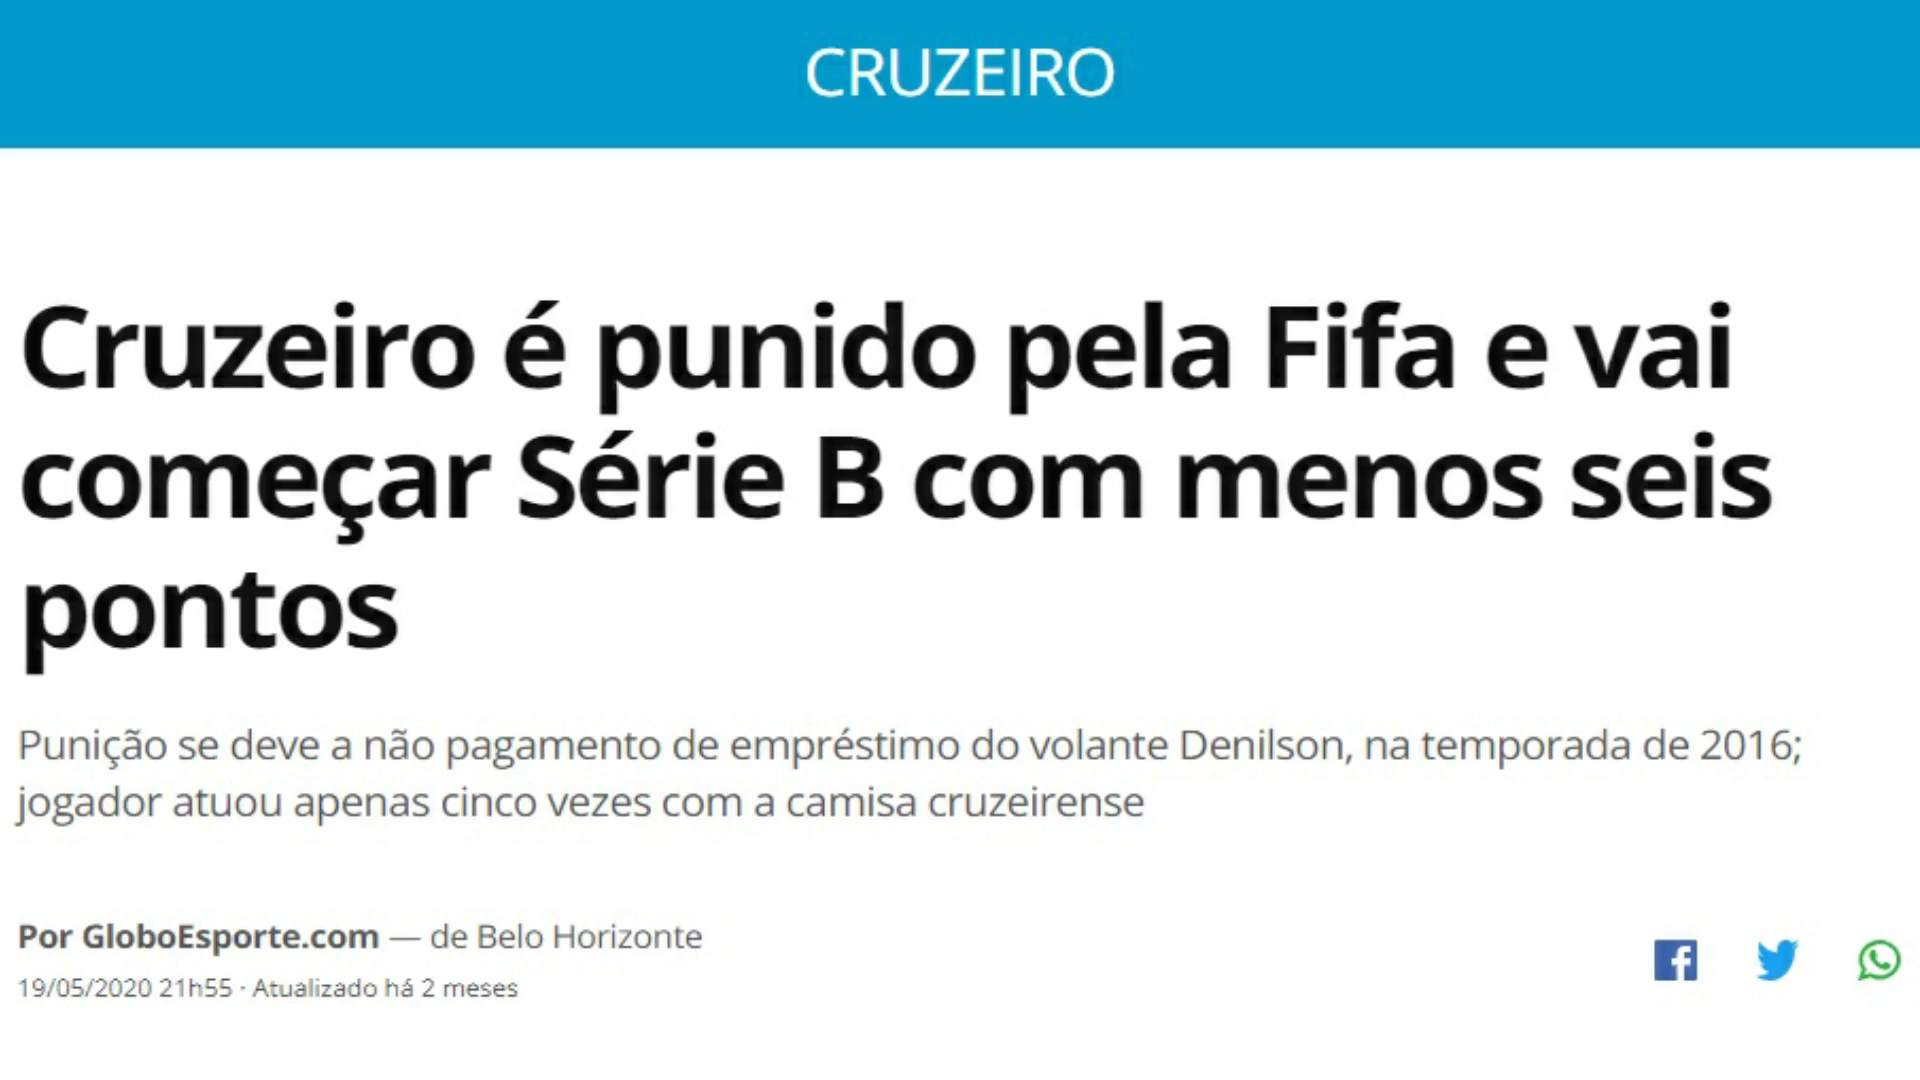 CRUZEIRO
Cruzeiro é punido pela Fifa e vai
começar Série B com menos seis
pontos
Punição se deve a não pagamento de empréstimo do volante Denilson, na temporada de 2016;
jogador atuou apenas cinco vezes com a camisa cruzeirense
Por GloboEsporte.com — de Belo Horizonte
19/05/2020 21h55 · Atualizado há 2 meses